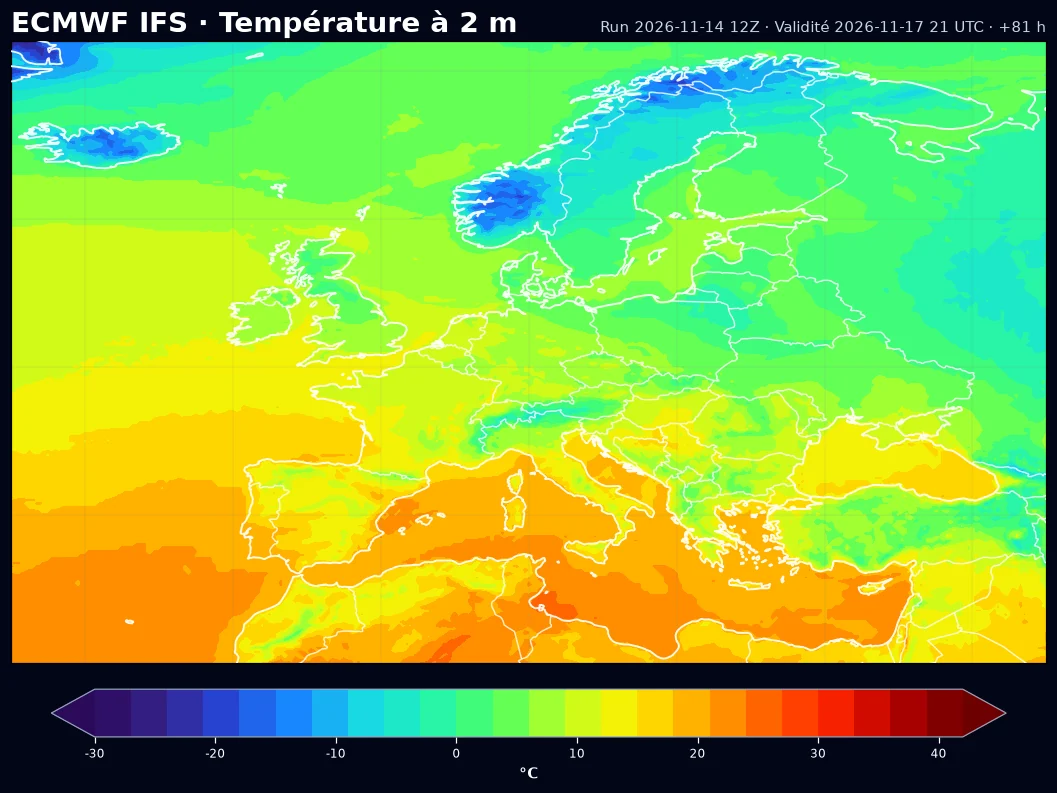 ECMWF IFS · Température à 2 m
Run 2026-11-14 12Z · Validité 2026-11-17 21 UTC · +81 h
-30 -20 -10 0 10 20 30 40
°C